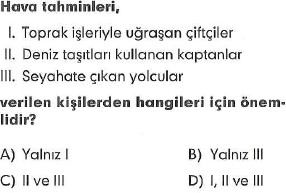 Hava tahminleri,
I. Toprak işleriyle uğraşan çiftçiler
II. Deniz taşıtları kullanan kaptanlar
III. Seyahate çıkan yolcular
verilen kişilerden hangileri için önem-
lidir?
A) Yalnız I B) Yalnız III
C) II ve III D) I, II ve III